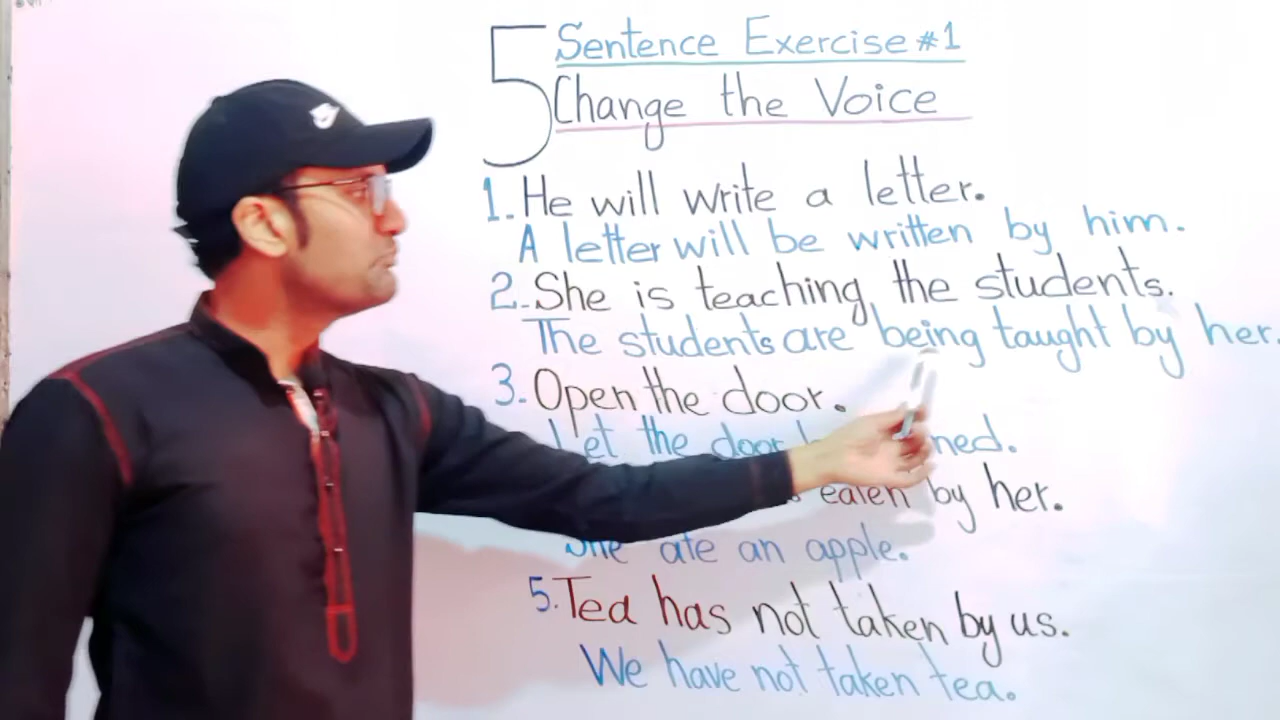 5 Sentence Exercise #1
Change the Voice
1. He will write a letter.
A letter will be written by him.
2. She is teaching the students.
The students are being taught by her.
3. Open the door.
Let the door
eaten by her.
She ate an apple.
5. Tea has not taken by us.
We have not taken tea.